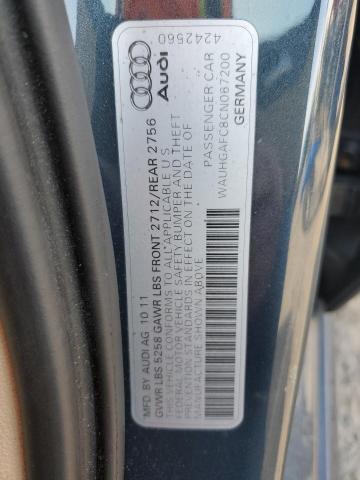 4242560
Audi
*MFD. BY AUDI AG 10 11
GVWR LBS 5258 GAWR LBS FRONT 2712/REAR 2756
THIS VEHICLE CONFORMS TO ALL APPLICABLE U S
FEDERAL MOTOR VEHICLE SAFETY BUMPER AND THEFT
PREVENTION STANDARDS IN EFFECT ON THE DATE OF
MANUFACTURE SHOWN ABOVE
PASSENGER CAR
WAUHGAFC8CN067200
GERMANY